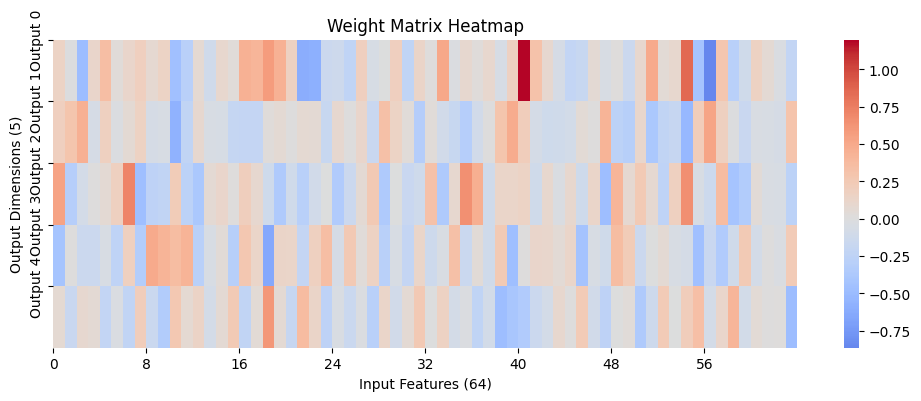 Weight Matrix Heatmap
Output Dimensions (5)
Output 0
Output 1
Output 2
Output 3
Output 4
0 8 16 24 32 40 48 56
Input Features (64)
1.00
0.75
0.50
0.25
0.00
−0.25
−0.50
−0.75